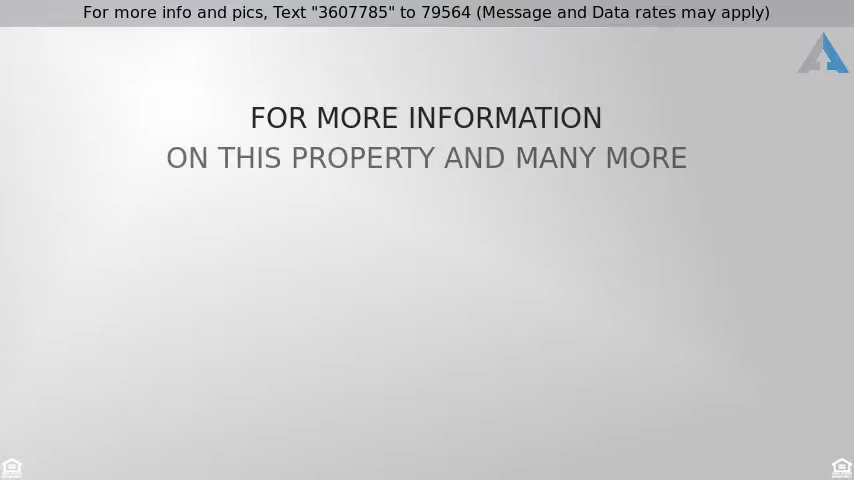 For more info and pics, Text "3607785" to 79564 (Message and Data rates may apply)
FOR MORE INFORMATION
ON THIS PROPERTY AND MANY MORE